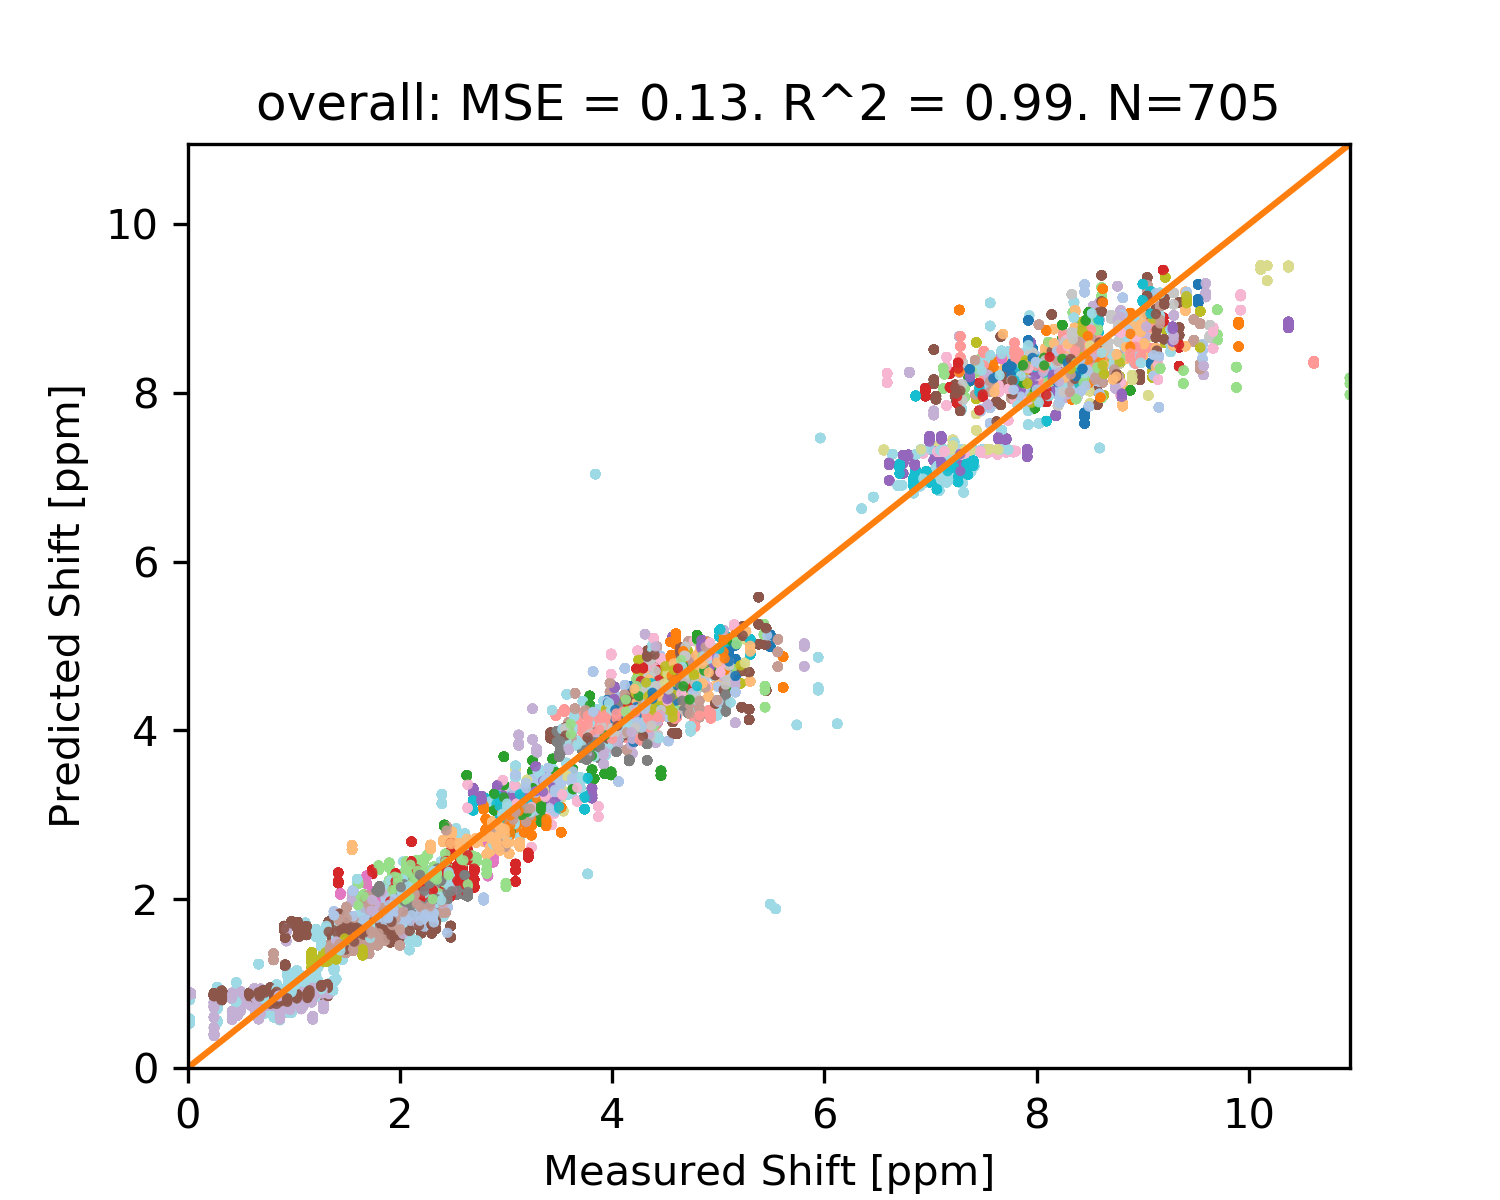 overall: MSE = 0.13. R^2 = 0.99. N=705
10
8
6
4
2
0
Predicted Shift [ppm]
0 2 4 6 8 10
Measured Shift [ppm]